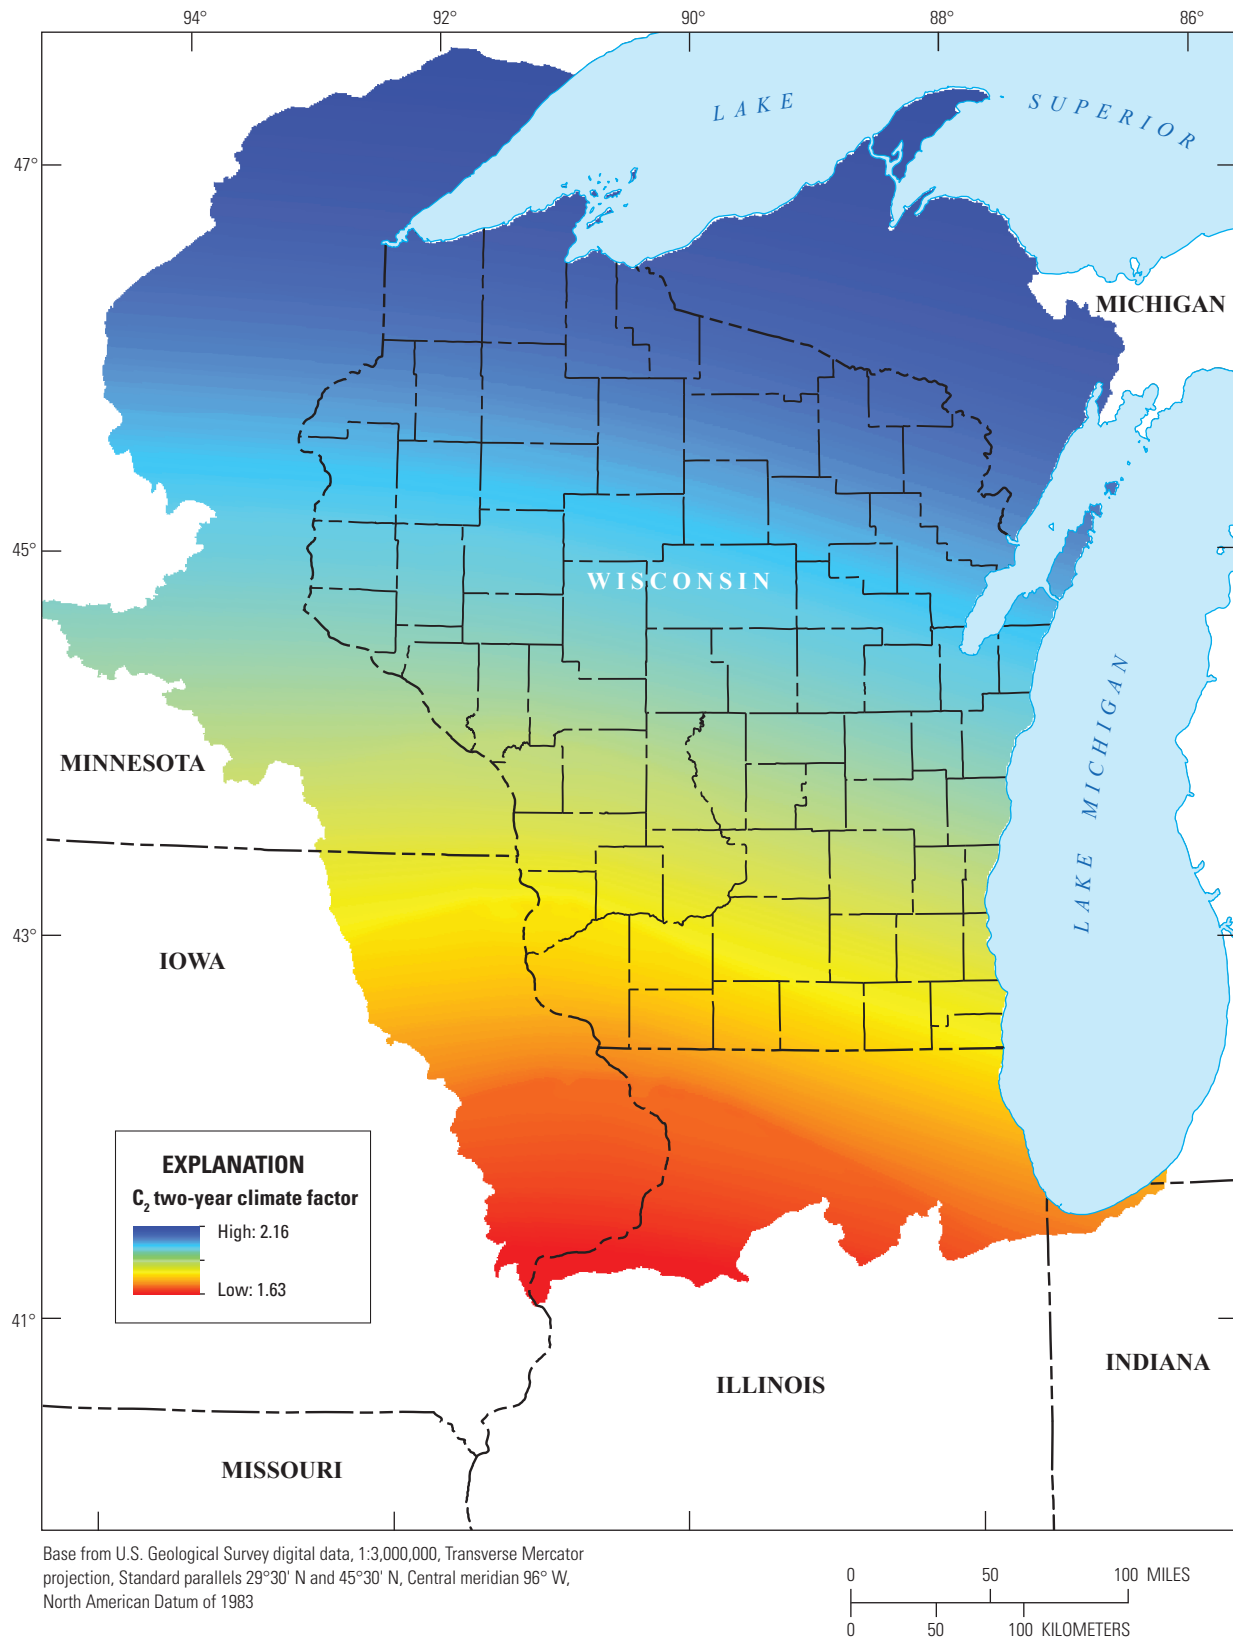 94°
92°
90°
88°
86°
47°
45°
43°
41°
LAKE
SUPERIOR
MICHIGAN
WISCONSIN
LAKE MICHIGAN
MINNESOTA
IOWA
EXPLANATION
C₂ two-year climate factor
High: 2.16
Low: 1.63
INDIANA
ILLINOIS
MISSOURI
Base from U.S. Geological Survey digital data, 1:3,000,000, Transverse Mercator
projection, Standard parallels 29°30' N and 45°30' N, Central meridian 96° W,
North American Datum of 1983
0 50 100 MILES
0 50 100 KILOMETERS